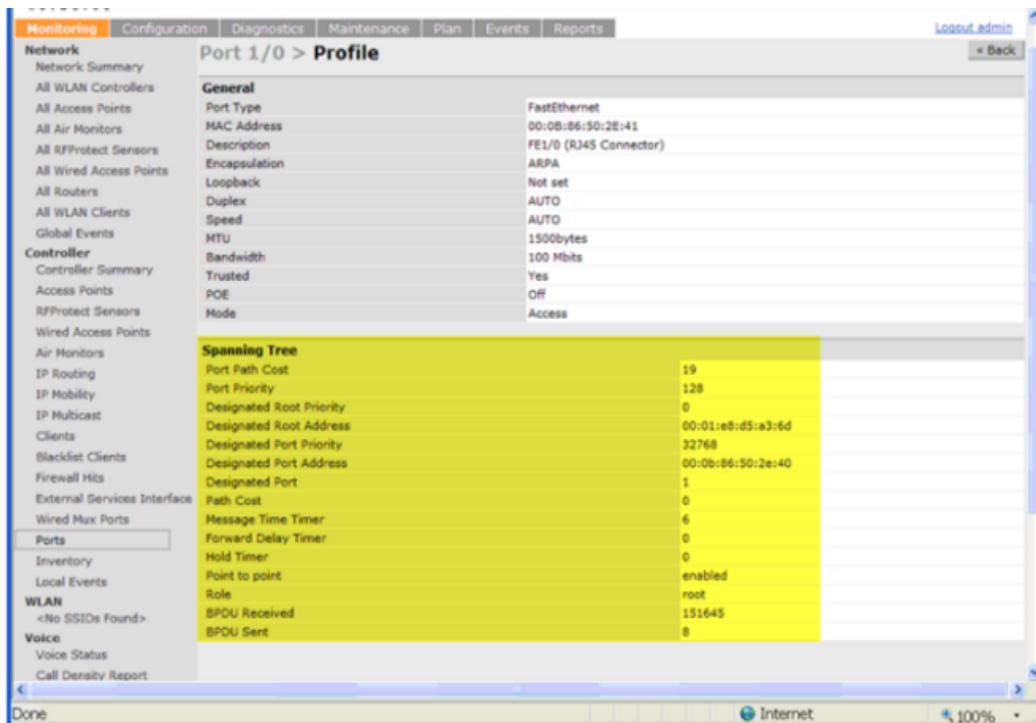 Monitoring Configuration Diagnostics Maintenance Plan Events Reports Logout admin
Network
Network Summary
All WLAN Controllers
All Access Points
All Air Monitors
All RFProtect Sensors
All Wired Access Points
All Routers
All WLAN Clients
Global Events
Controller
Controller Summary
Access Points
RFProtect Sensors
Wired Access Points
Air Monitors
IP Routing
IP Mobility
IP Multicast
Clients
Blacklist Clients
Firewall Hits
External Services Interface
Wired Mux Ports
Ports
Inventory
Local Events
WLAN
<No SSIDs Found>
Voice
Voice Status
Call Density Report
Port 1/0 > Profile
« Back
General
Port Type FastEthernet
MAC Address 00:0B:86:50:2E:41
Description FE1/0 (RJ45 Connector)
Encapsulation ARPA
Loopback Not set
Duplex AUTO
Speed AUTO
MTU 1500bytes
Bandwidth 100 Mbits
Trusted Yes
POE Off
Mode Access
Spanning Tree
Port Path Cost 19
Port Priority 128
Designated Root Priority 0
Designated Root Address 00:01:e8:d5:a3:6d
Designated Port Priority 32768
Designated Port Address 00:0b:86:50:2e:40
Designated Port 1
Path Cost 0
Message Time Timer 6
Forward Delay Timer 0
Hold Timer 0
Point to point enabled
Role root
BPDU Received 151645
BPDU Sent 8
Done Internet 100%